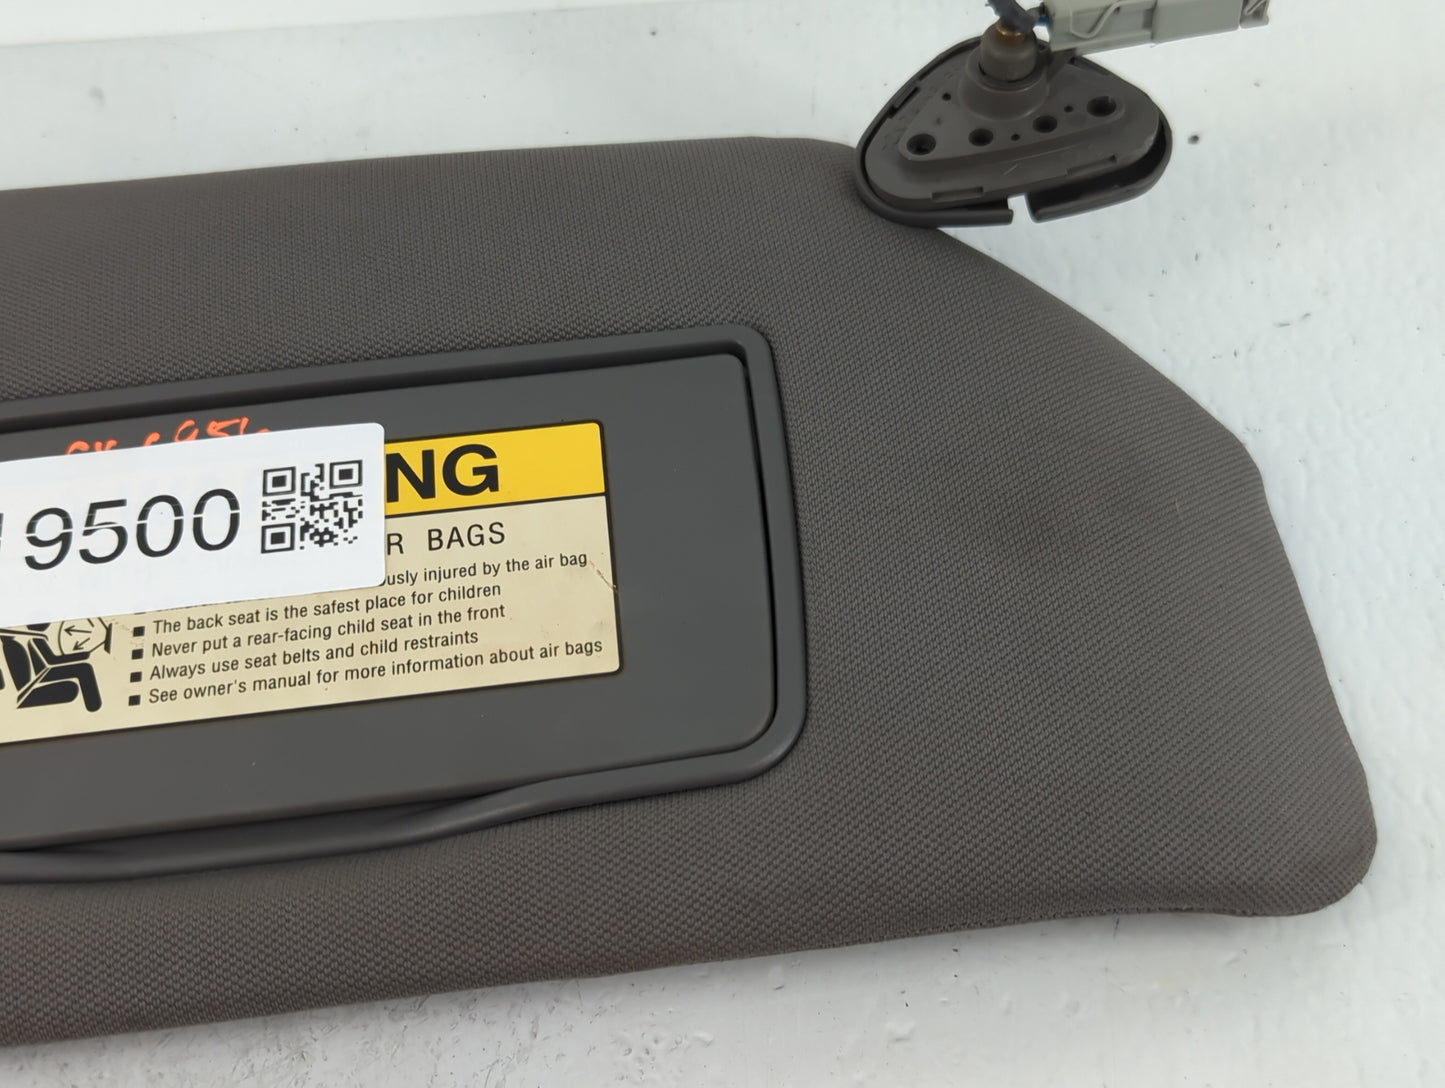 6956
19500
NG
R BAGS
usly injured by the air bag
The back seat is the safest place for children
Never put a rear-facing child seat in the front
Always use seat belts and child restraints
See owner's manual for more information about air bags